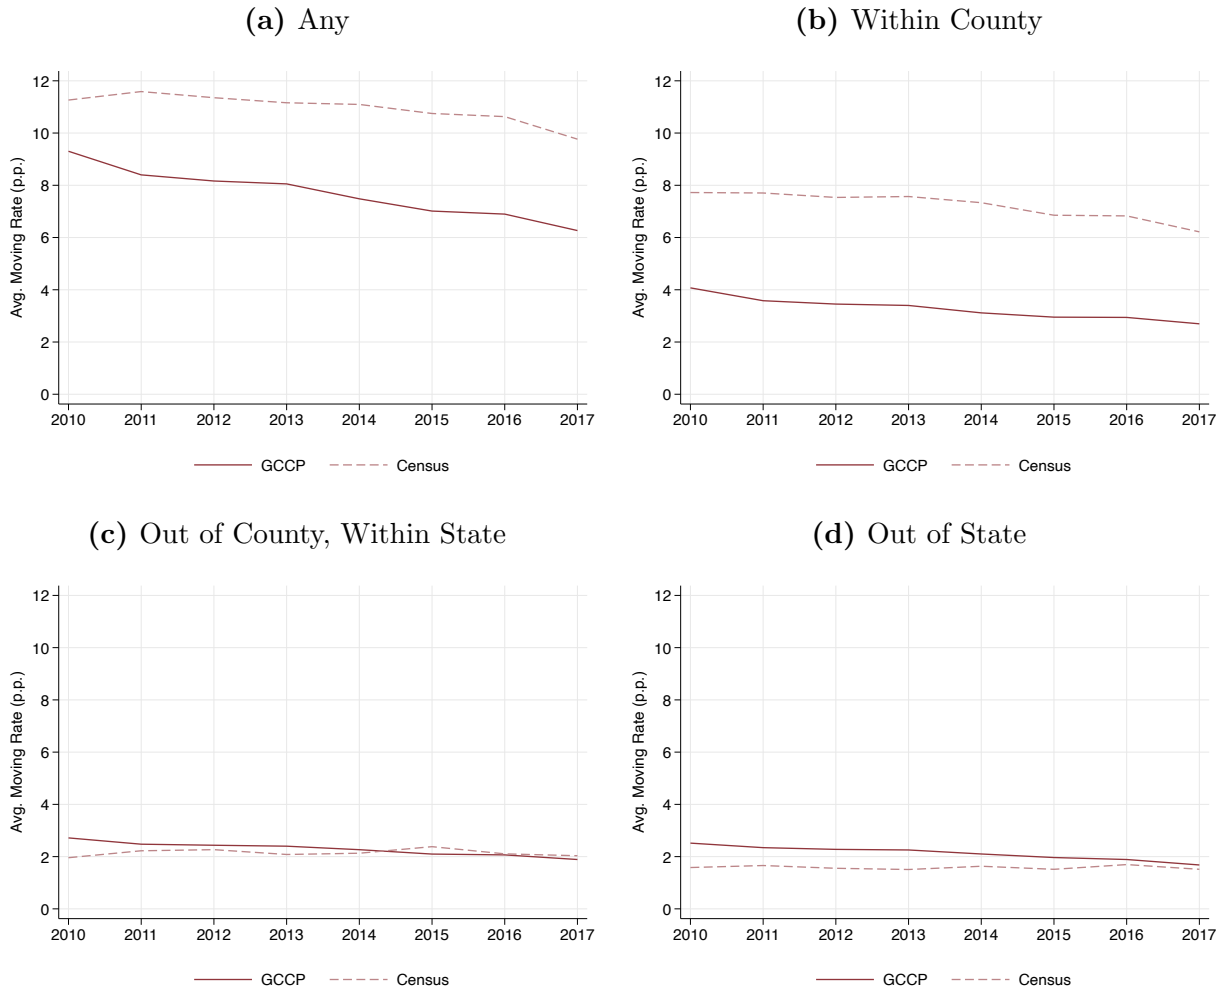 (a) Any
(b) Within County
Avg. Moving Rate (p.p.)
12
10
8
6
4
2
0
2010 2011 2012 2013 2014 2015 2016 2017
GCCP Census
Avg. Moving Rate (p.p.)
12
10
8
6
4
2
0
2010 2011 2012 2013 2014 2015 2016 2017
GCCP Census
(c) Out of County, Within State
(d) Out of State
Avg. Moving Rate (p.p.)
12
10
8
6
4
2
0
2010 2011 2012 2013 2014 2015 2016 2017
GCCP Census
Avg. Moving Rate (p.p.)
12
10
8
6
4
2
0
2010 2011 2012 2013 2014 2015 2016 2017
GCCP Census